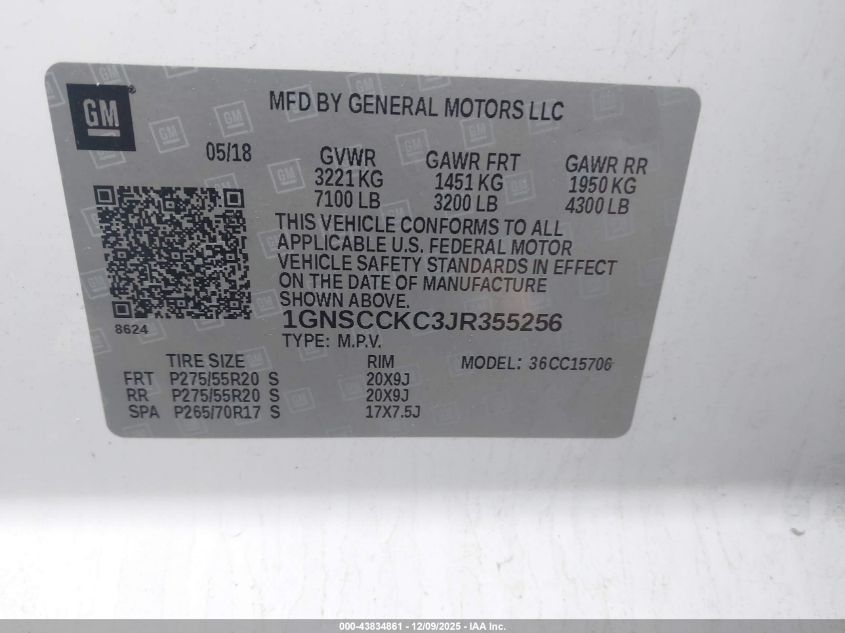 GM
MFD BY GENERAL MOTORS LLC
05/18 GVWR GAWR FRT GAWR RR
3221 KG 1451 KG 1950 KG
7100 LB 3200 LB 4300 LB
THIS VEHICLE CONFORMS TO ALL
APPLICABLE U.S. FEDERAL MOTOR
VEHICLE SAFETY STANDARDS IN EFFECT
ON THE DATE OF MANUFACTURE
SHOWN ABOVE.
8624
1GNSCCKC3JR355256
TYPE: M.P.V.
TIRE SIZE RIM MODEL: 36CC15706
FRT P275/55R20 S 20X9J
RR P275/55R20 S 20X9J
SPA P265/70R17 S 17X7.5J
000-43834861 - 12/09/2025 - IAA Inc.